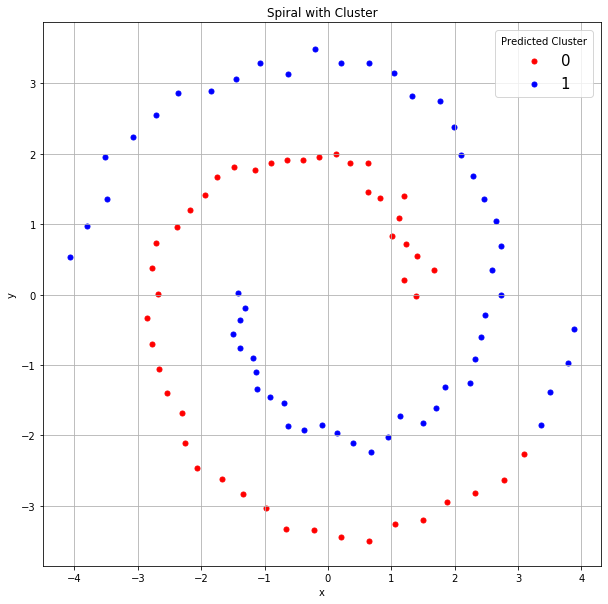 Spiral with Cluster
Predicted Cluster
0
1
3
2
1
0
−1
−2
−3
y
−4 −3 −2 −1 0 1 2 3 4
x